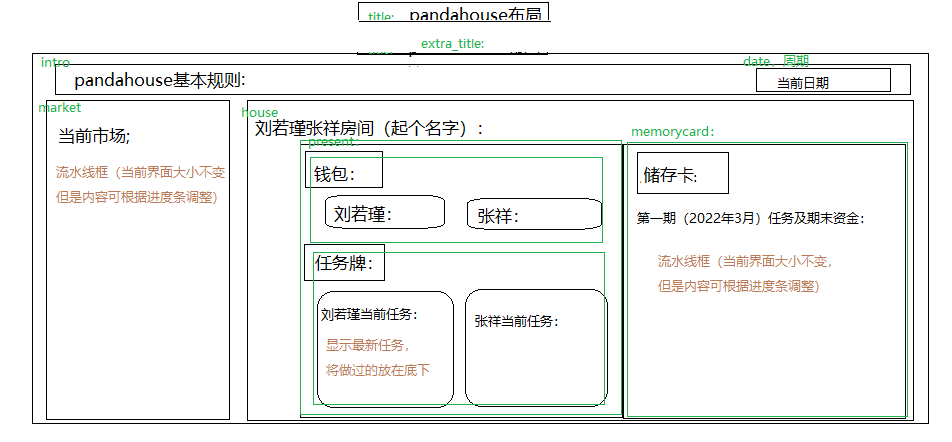 title: pandahouse布局
extra_title:
intro
date、周期
pandahouse基本规则:
当前日期
market
house
当前市场;
刘若瑾张祥房间（起个名字）:
present:
memorycard:
流水线框（当前界面大小不变
但是内容可根据进度条调整）
钱包:
储存卡:
刘若瑾:
张祥:
第一期（2022年3月）任务及期末资金:
任务牌:
流水线框（当前界面大小不变,
但是内容可根据进度条调整）
刘若瑾当前任务:
张祥当前任务:
显示最新任务,
将做过的放在底下